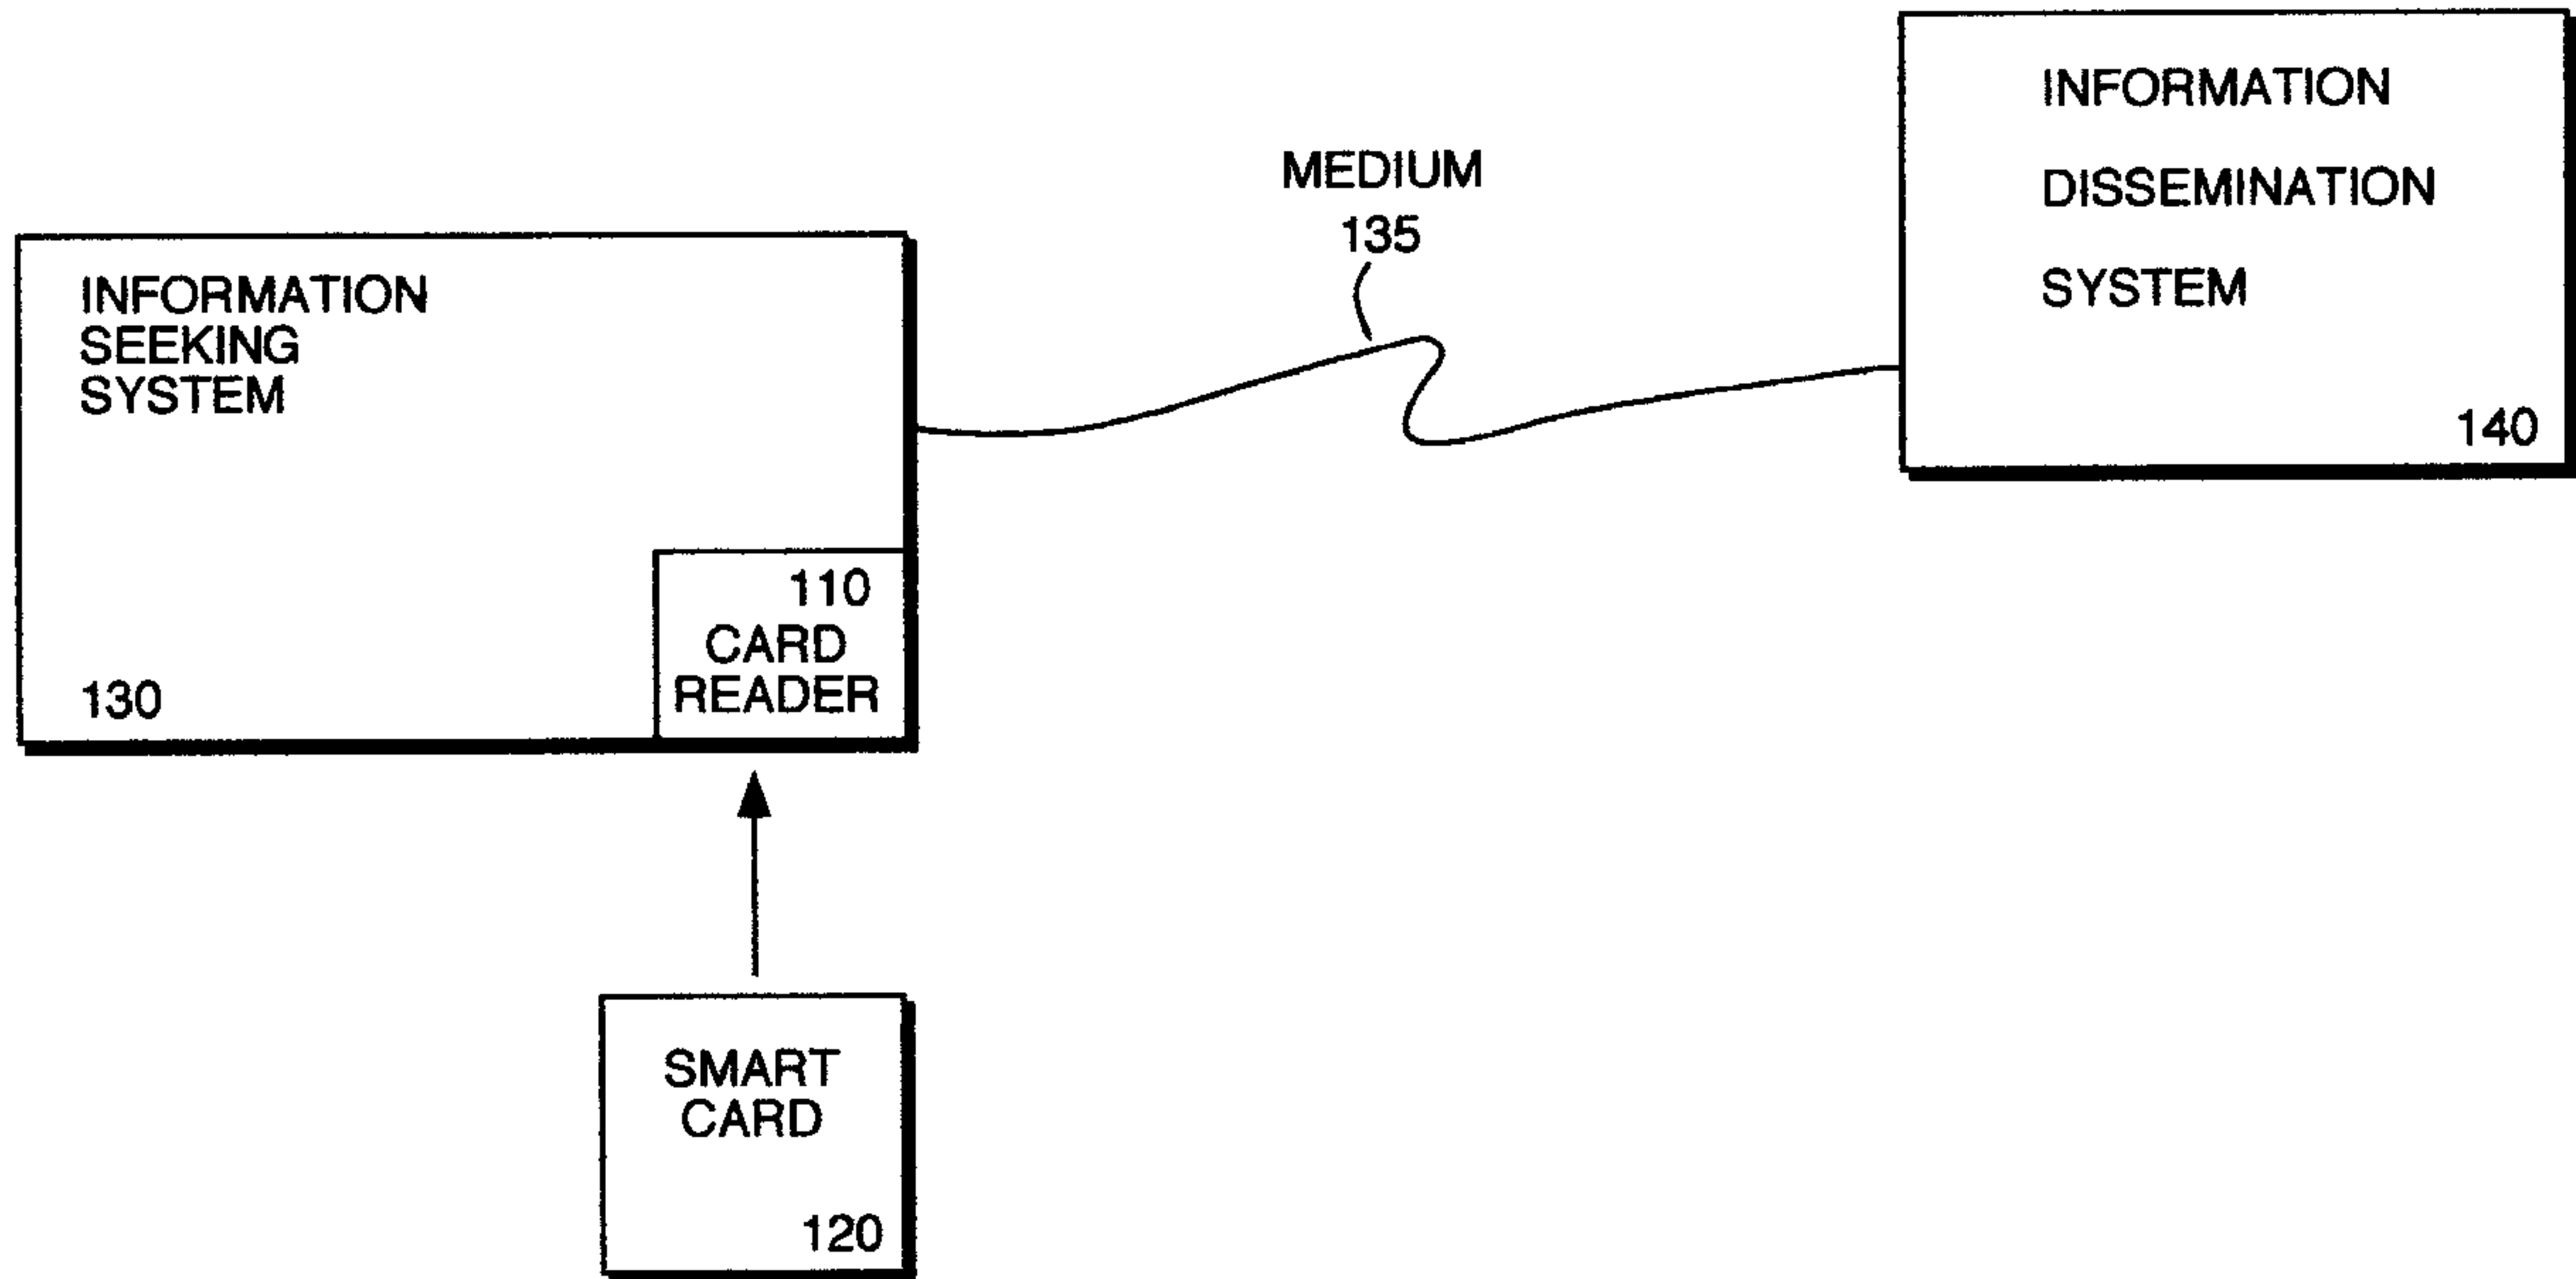 INFORMATION
SEEKING
SYSTEM
130
110
CARD
READER
MEDIUM
135
INFORMATION
DISSEMINATION
SYSTEM
140
SMART
CARD
120